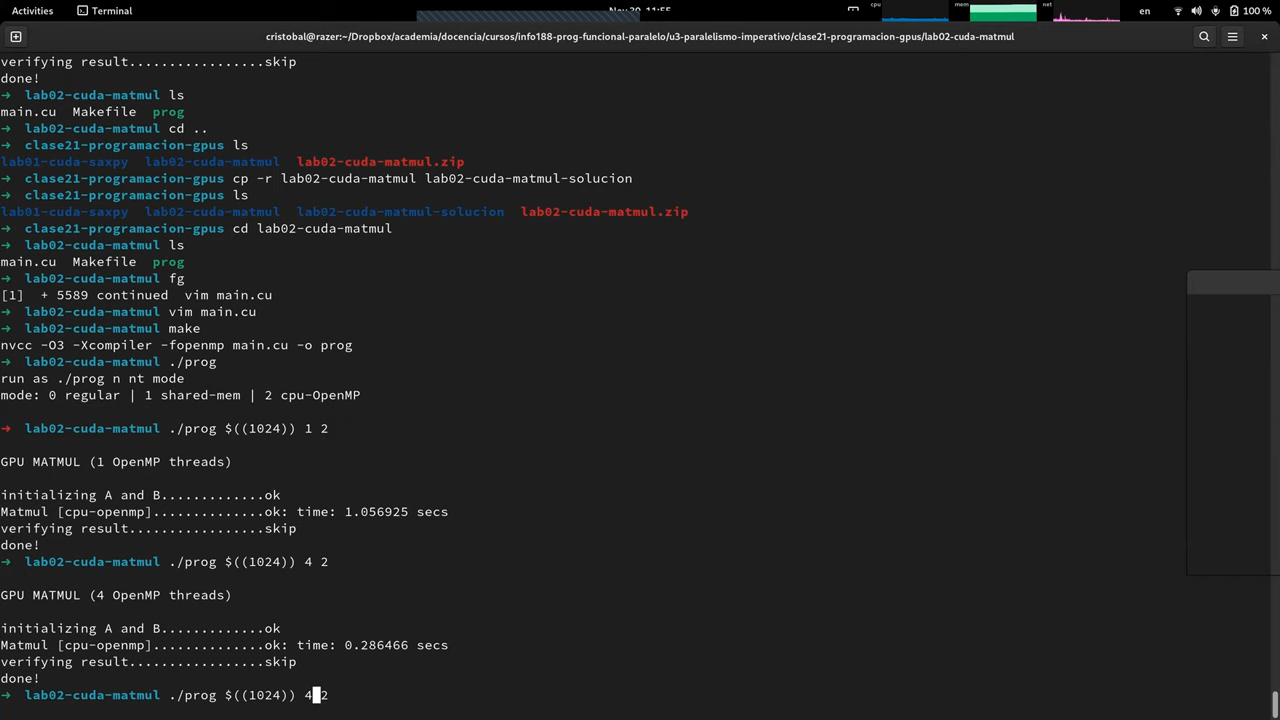 Activities Terminal Nov 30 11:55 cpu mem net en 100 %
cristobal@razer:~/Dropbox/academia/docencia/cursos/info188-prog-funcional-paralelo/u3-paralelismo-imperativo/clase21-programacion-gpus/lab02-cuda-matmul
verifying result.................skip
done!
➜ lab02-cuda-matmul ls
main.cu Makefile prog
➜ lab02-cuda-matmul cd ..
➜ clase21-programacion-gpus ls
lab01-cuda-saxpy lab02-cuda-matmul lab02-cuda-matmul.zip
➜ clase21-programacion-gpus cp -r lab02-cuda-matmul lab02-cuda-matmul-solucion
➜ clase21-programacion-gpus ls
lab01-cuda-saxpy lab02-cuda-matmul lab02-cuda-matmul-solucion lab02-cuda-matmul.zip
➜ clase21-programacion-gpus cd lab02-cuda-matmul
➜ lab02-cuda-matmul ls
main.cu Makefile prog
➜ lab02-cuda-matmul fg
[1] + 5589 continued vim main.cu
➜ lab02-cuda-matmul vim main.cu
➜ lab02-cuda-matmul make
nvcc -O3 -Xcompiler -fopenmp main.cu -o prog
➜ lab02-cuda-matmul ./prog
run as ./prog n nt mode
mode: 0 regular | 1 shared-mem | 2 cpu-OpenMP
➜ lab02-cuda-matmul ./prog $((1024)) 1 2
GPU MATMUL (1 OpenMP threads)
initializing A and B.............ok
Matmul [cpu-openmp]..............ok: time: 1.056925 secs
verifying result.................skip
done!
➜ lab02-cuda-matmul ./prog $((1024)) 4 2
GPU MATMUL (4 OpenMP threads)
initializing A and B.............ok
Matmul [cpu-openmp]..............ok: time: 0.286466 secs
verifying result.................skip
done!
➜ lab02-cuda-matmul ./prog $((1024)) 4 2